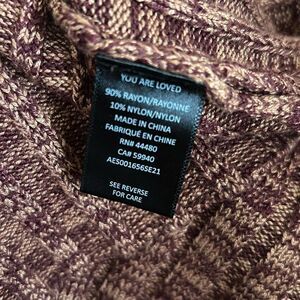 YOU ARE LOVED
90% RAYON/RAYONNE
10% NYLON/NYLON
MADE IN CHINA
FABRIQUÉ EN CHINE
RN# 44480
CA# 59940
AES001656SE21
SEE REVERSE
FOR CARE